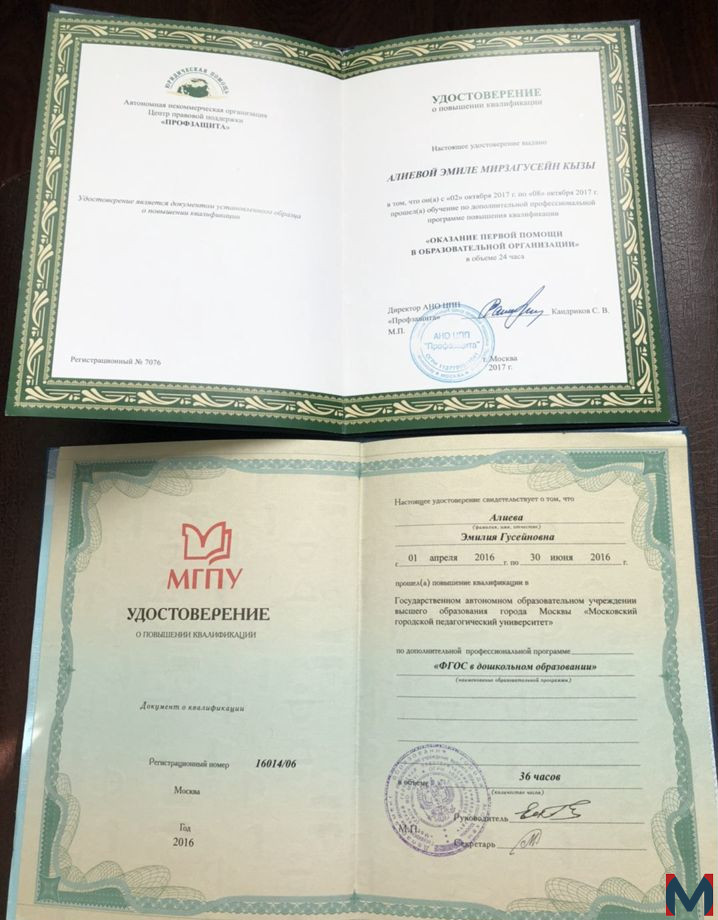 ЮРИДИЧЕСКАЯ ПОМОЩЬ
Автономная некоммерческая организация
Центр правовой поддержки
«ПРОФЗАЩИТА»
Удостоверение является документом установленного образца
о повышении квалификации
Регистрационный № 7076
УДОСТОВЕРЕНИЕ
о повышении квалификации
Настоящее удостоверение выдано
АЛИЕВОЙ ЭМИЛЕ МИРЗАГУСЕЙН КЫЗЫ
в том, что он(а) с «02» октября 2017 г. по «08» октября 2017 г.
прошел(а) обучение по дополнительной профессиональной
программе повышения квалификации
«ОКАЗАНИЕ ПЕРВОЙ ПОМОЩИ
В ОБРАЗОВАТЕЛЬНОЙ ОРГАНИЗАЦИИ»
в объеме 24 часа
Директор АНО ЦПП
«Профзащита» Кандриков С. В.
М.П.
АНО ЦПП
"Профзащита"
г. Москва
2017 г.
МГПУ
УДОСТОВЕРЕНИЕ
О ПОВЫШЕНИИ КВАЛИФИКАЦИИ
Документ о квалификации
Регистрационный номер 16014/06
Москва
Год
2016
Настоящее удостоверение свидетельствует о том, что
Алиева
(фамилия, имя, отчество)
Эмилия Гусейновна
с 01 апреля 2016 г. по 30 июня 2016 г.
прошел(а) повышение квалификации в
Государственном автономном образовательном учреждении
высшего образования города Москвы «Московский
городской педагогический университет»
по дополнительной профессиональной программе
«ФГОС в дошкольном образовании»
(наименование образовательной программы)
в объеме 36 часов
(количество часов)
Руководитель
М.П.
Секретарь
М